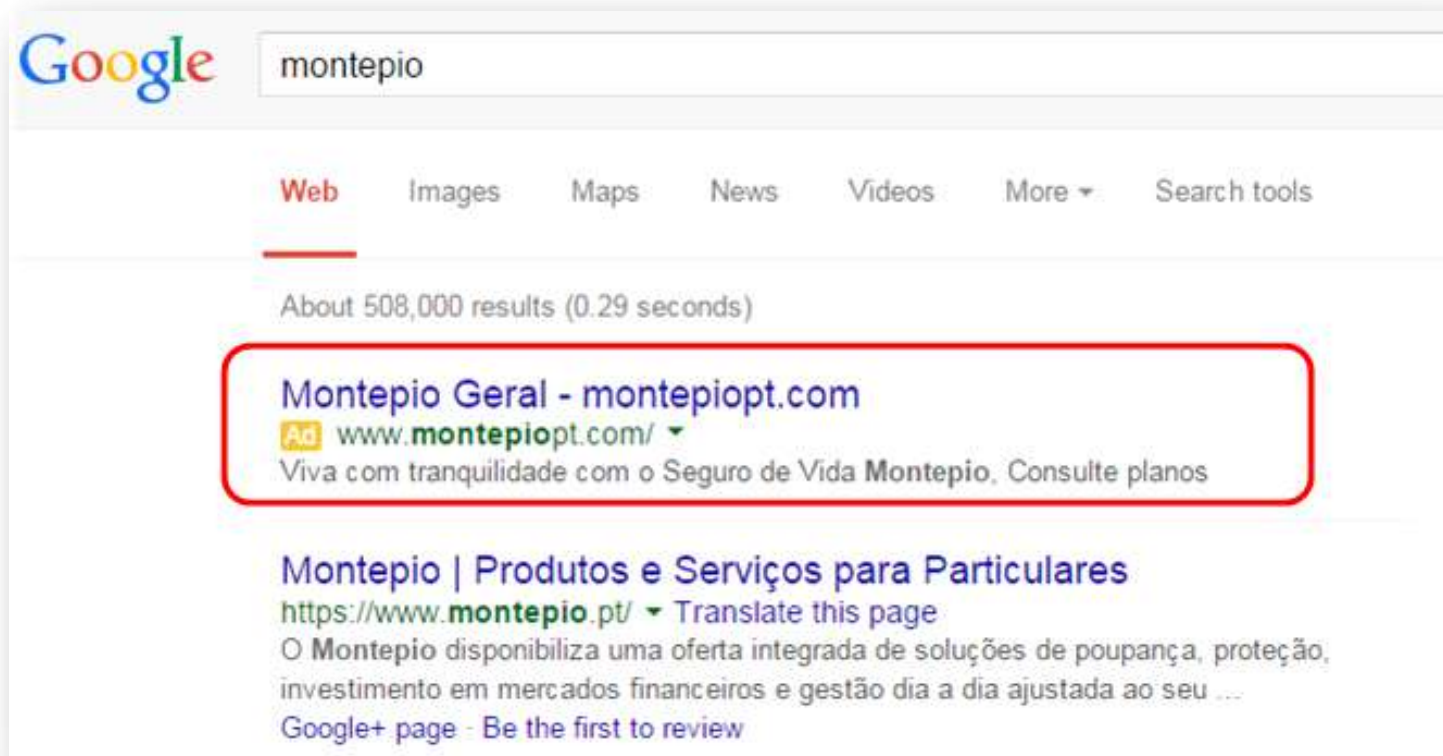 Google
montepio
Web Images Maps News Videos More Search tools
About 508,000 results (0.29 seconds)
Montepio Geral - montepiopt.com
Ad www.montepiopt.com/
Viva com tranquilidade com o Seguro de Vida Montepio, Consulte planos
Montepio | Produtos e Serviços para Particulares
https://www.montepio.pt/ Translate this page
O Montepio disponibiliza uma oferta integrada de soluções de poupança, proteção,
investimento em mercados financeiros e gestão dia a dia ajustada ao seu ...
Google+ page · Be the first to review